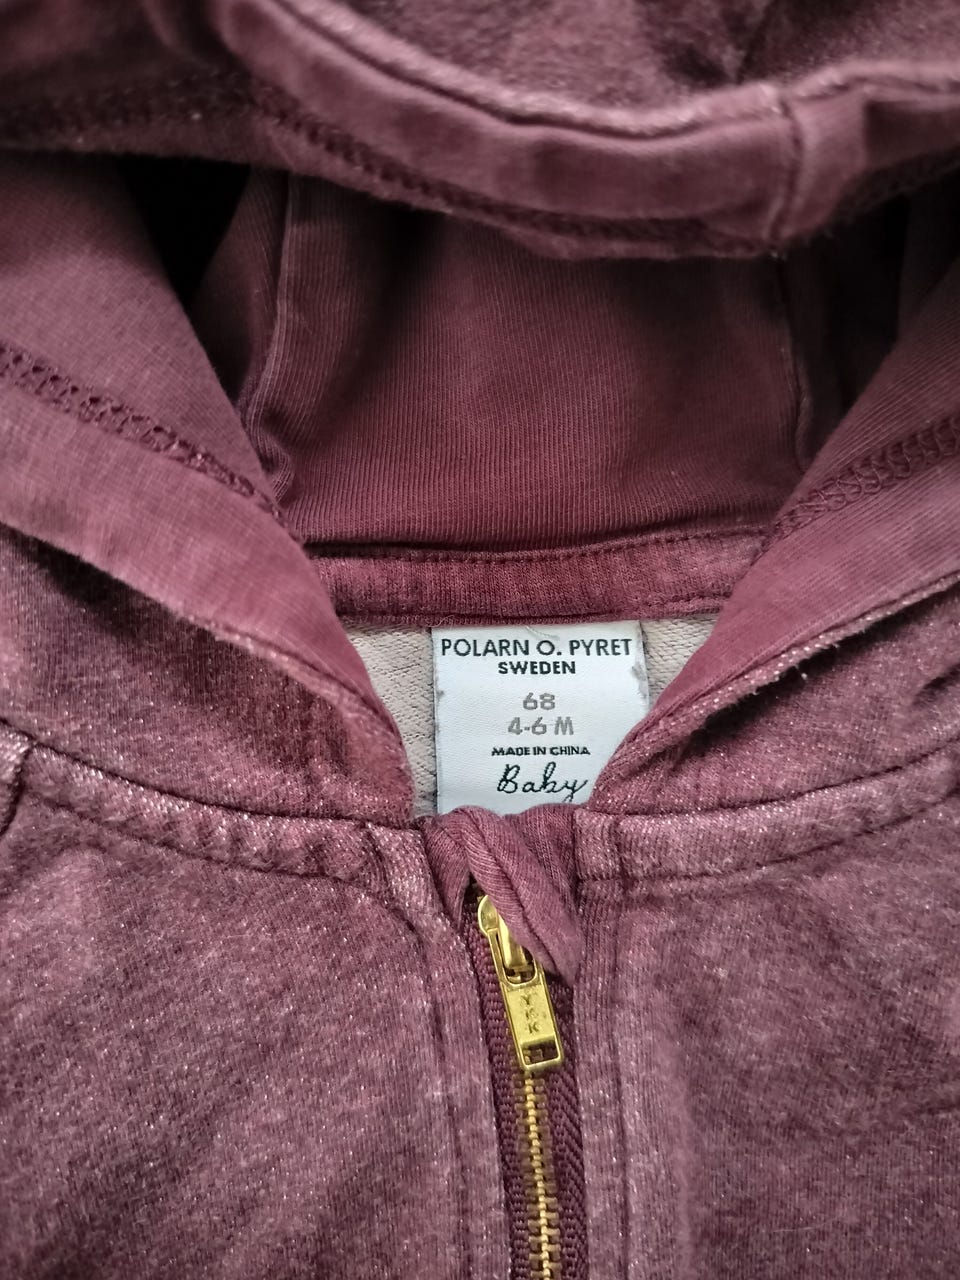 POLARN O. PYRET
SWEDEN
68
4-6 M
MADE IN CHINA
Baby
YKK